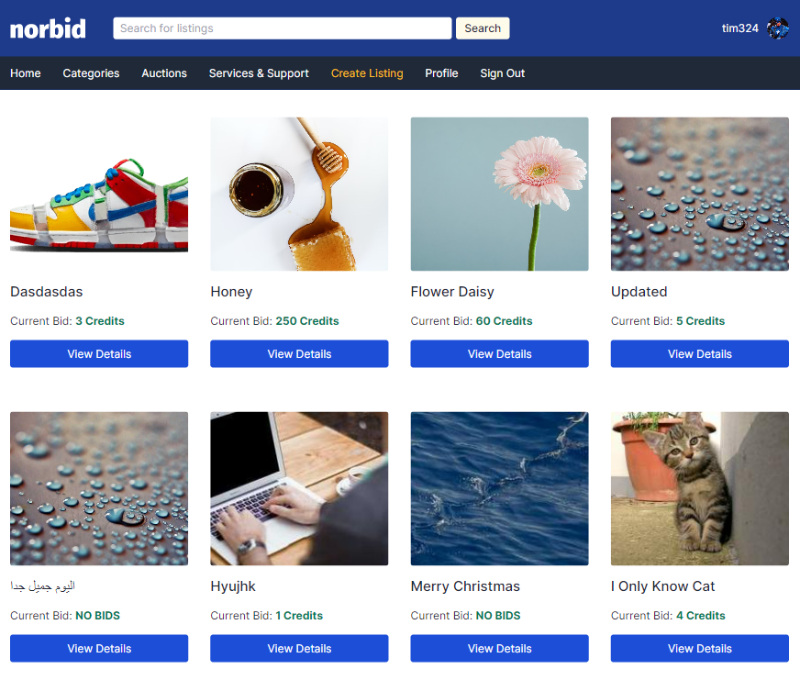 norbid
Search for listings
Search
tim324
Home Categories Auctions Services & Support Create Listing Profile Sign Out
Dasdasdas
Current Bid: 3 Credits
View Details
Honey
Current Bid: 250 Credits
View Details
Flower Daisy
Current Bid: 60 Credits
View Details
Updated
Current Bid: 5 Credits
View Details
اليوم جميل جدا
Current Bid: NO BIDS
View Details
Hyujhk
Current Bid: 1 Credits
View Details
Merry Christmas
Current Bid: NO BIDS
View Details
I Only Know Cat
Current Bid: 4 Credits
View Details